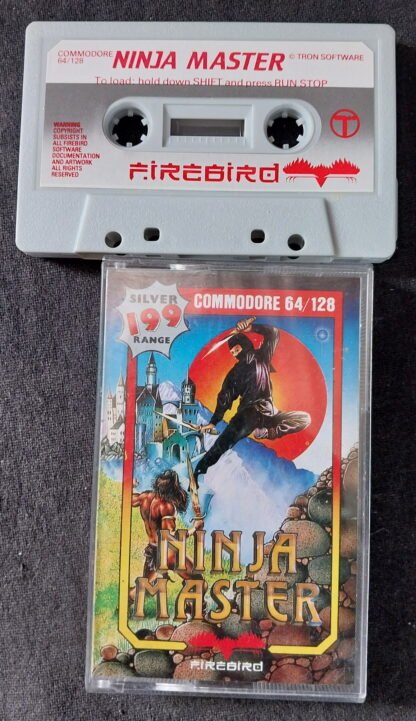 COMMODORE
64/128
NINJA MASTER
© TRON SOFTWARE
To load: hold down SHIFT and press RUN STOP
WARNING
COPYRIGHT
SUBSISTS IN
ALL FIREBIRD
SOFTWARE
DOCUMENTATION
AND ARTWORK
ALL RIGHTS
RESERVED
FIREBIRD
SILVER
199
RANGE
COMMODORE 64/128
NINJA
MASTER
FIREBIRD